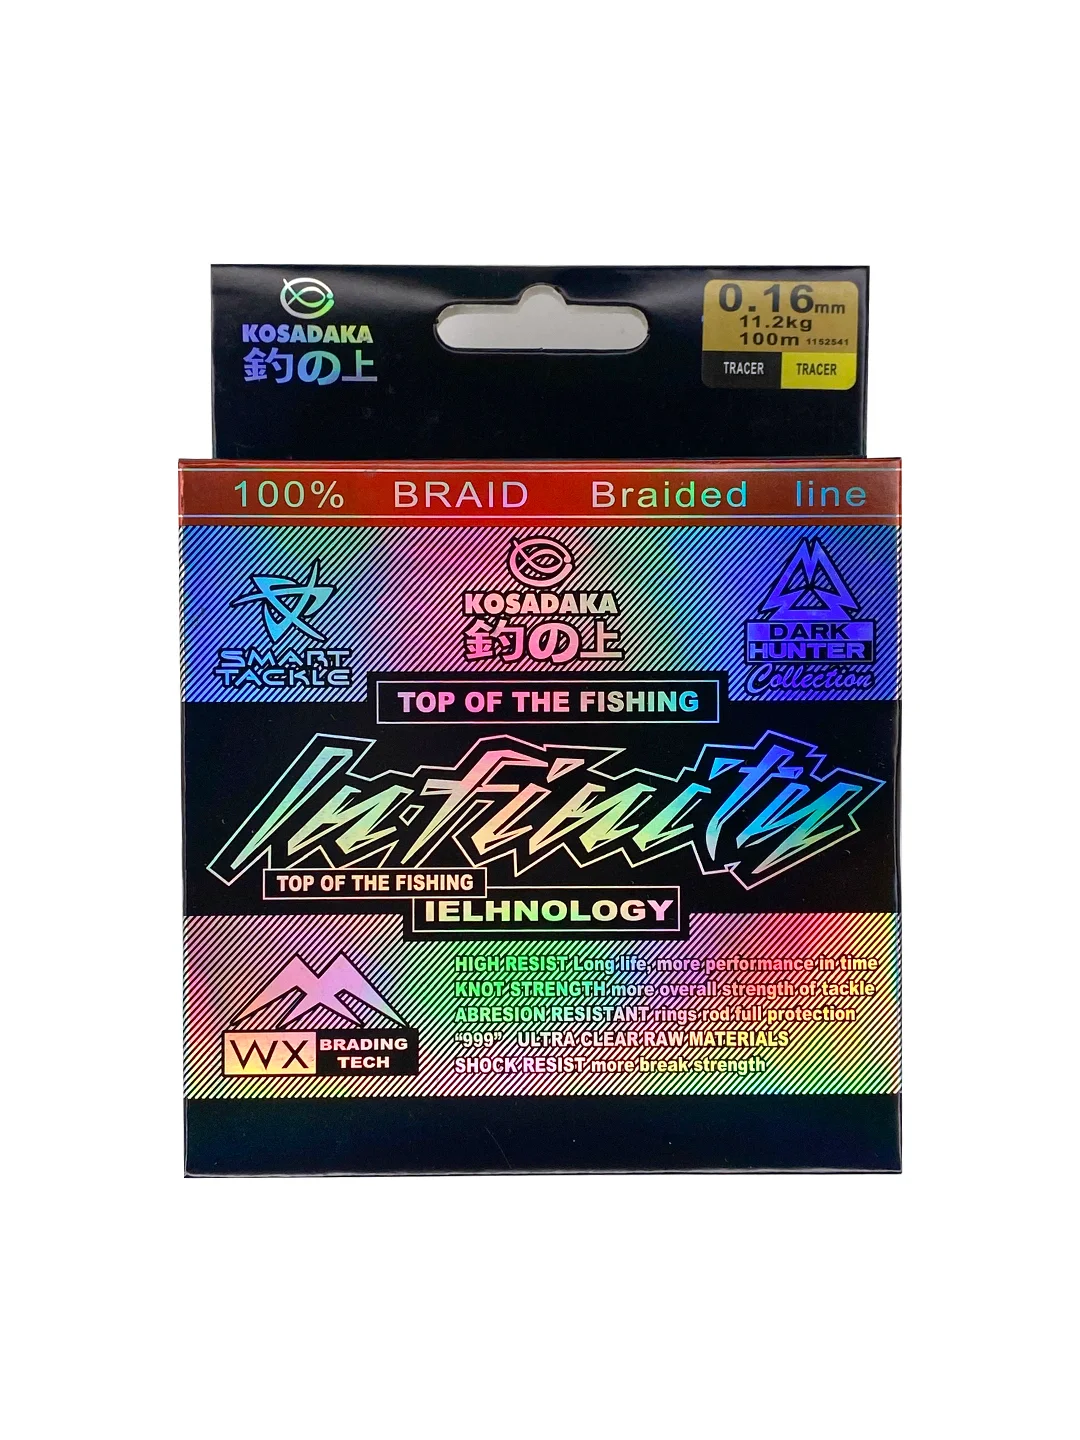 KOSADAKA
釣の上
0.16mm
11.2kg
100m 1152541
TRACER TRACER
100% BRAID Braided line
SMART
TACKLE
KOSADAKA
釣の上
DARK
HUNTER
Collection
TOP OF THE FISHING
Infinity
TOP OF THE FISHING
IELHNOLOGY
WX BRADING
TECH
HIGH RESIST Long life, more performance in time
KNOT STRENGTH more overall strength of tackle
ABRESION RESISTANT rings rod full protection
"999" ULTRA CLEAR RAW MATERIALS
SHOCK RESIST more break strength